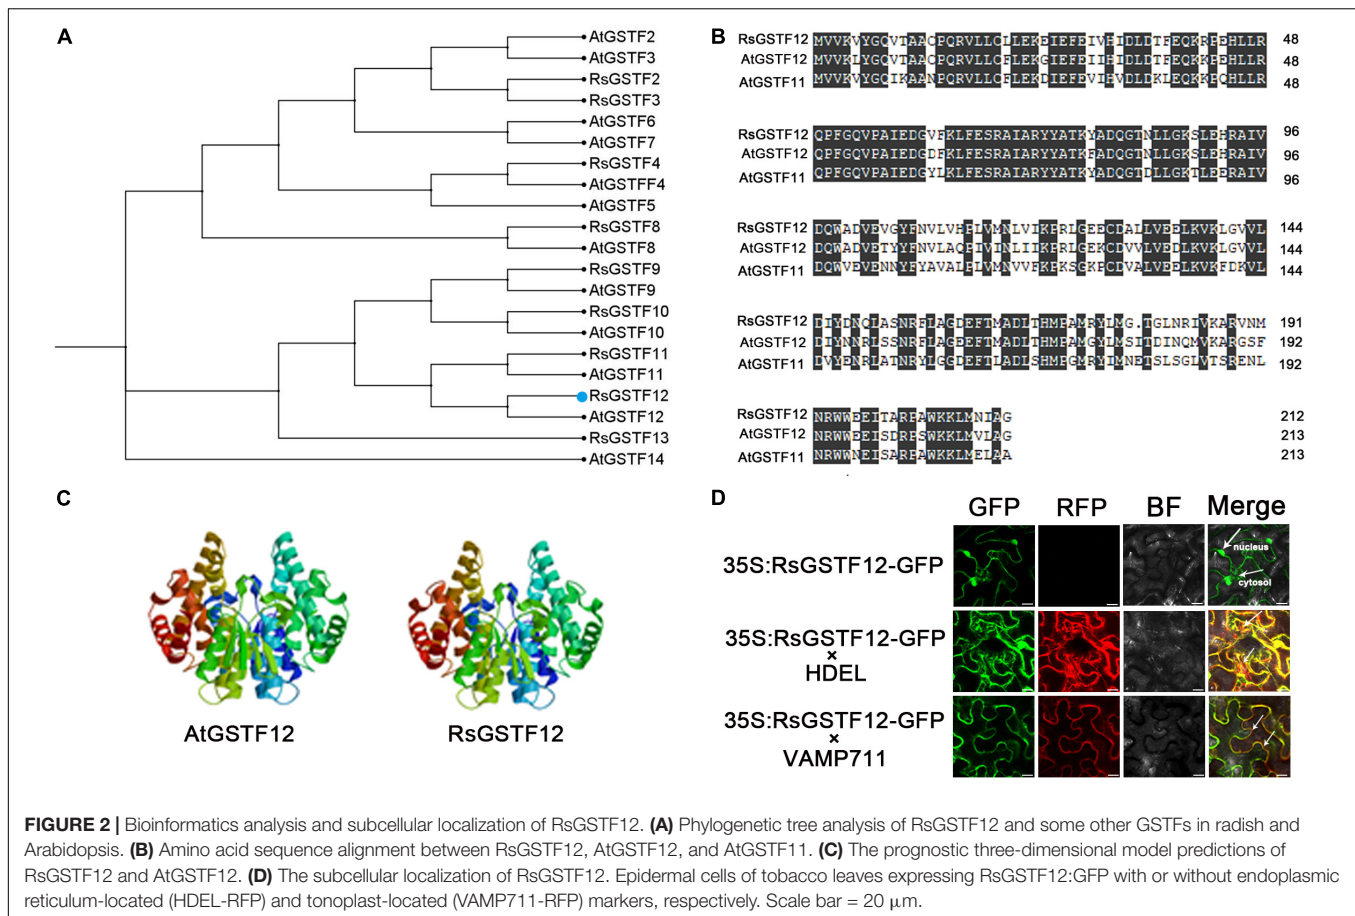 A
AtGSTF2
AtGSTF3
RsGSTF2
RsGSTF3
AtGSTF6
AtGSTF7
RsGSTF4
AtGSTFF4
AtGSTF5
RsGSTF8
AtGSTF8
RsGSTF9
AtGSTF9
RsGSTF10
AtGSTF10
RsGSTF11
AtGSTF11
RsGSTF12
AtGSTF12
RsGSTF13
AtGSTF14
B
RsGSTF12 MVVKVYGQVTAACPQRVLLCLLEKEIEFEIVHIDLDTFEQKRPEHLLR 48
AtGSTF12 MVVKLYGQVTAACPQRVLLCFLEKGIEFEIIHIDLDTFEQKKPEHLLR 48
AtGSTF11 MVVKVYGQIKAANPQRVLLCFLEKDIEFEVIHVDLDKLEQKKPQHLLR 48
RsGSTF12 QPFGQVPAIEDGVFKLFESRAIARYYATKYADQGTNLLGKSLEHRAIV 96
AtGSTF12 QPFGQVPAIEDGDFKLFESRAIARYYATKFADQGTNLLGKSLEHRAIV 96
AtGSTF11 QPFGQVPAIEDGYLKLFESRAIARYYATKYADQGTDLLGKTLEHRAIV 96
RsGSTF12 DQWADVEVGYFNVLVHPLVMNLVIKPRLGEECDALLVEELKVKLGVVL 144
AtGSTF12 DQWADVETYYFNVLAQPIVINLIIKPRLGEKCDVVLVEDLKVKLGVVL 144
AtGSTF11 DQWVEVENNYFYAVALPLVMNVVFKPKSGKPCDVALVEELKVKFDKVL 144
RsGSTF12 DIYDNQLASNRFLAGDEFTMADLTHMPAMRYLMG.TGLNRIVKARVNM 191
AtGSTF12 DIYNNRLSSNRFLAGEEFTMADLTHMPAMGYLMSITDINQMVKARGSF 192
AtGSTF11 DVYENRLATNRYLGGDEFTLADLSHMPGMRYIMNETSLSGLVTSRENL 192
RsGSTF12 NRWWEEITARPAWKKLMNIAG 212
AtGSTF12 NRWWEEISDRPSWKKLMVLAG 213
AtGSTF11 NRWWNEISARPAWKKLMELAA 213
C
AtGSTF12
RsGSTF12
D
GFP RFP BF Merge
35S:RsGSTF12-GFP
nucleus
cytosol
35S:RsGSTF12-GFP
×
HDEL
35S:RsGSTF12-GFP
×
VAMP711
FIGURE 2 | Bioinformatics analysis and subcellular localization of RsGSTF12. (A) Phylogenetic tree analysis of RsGSTF12 and some other GSTFs in radish and
Arabidopsis. (B) Amino acid sequence alignment between RsGSTF12, AtGSTF12, and AtGSTF11. (C) The prognostic three-dimensional model predictions of
RsGSTF12 and AtGSTF12. (D) The subcellular localization of RsGSTF12. Epidermal cells of tobacco leaves expressing RsGSTF12:GFP with or without endoplasmic
reticulum-located (HDEL-RFP) and tonoplast-located (VAMP711-RFP) markers, respectively. Scale bar = 20 μm.